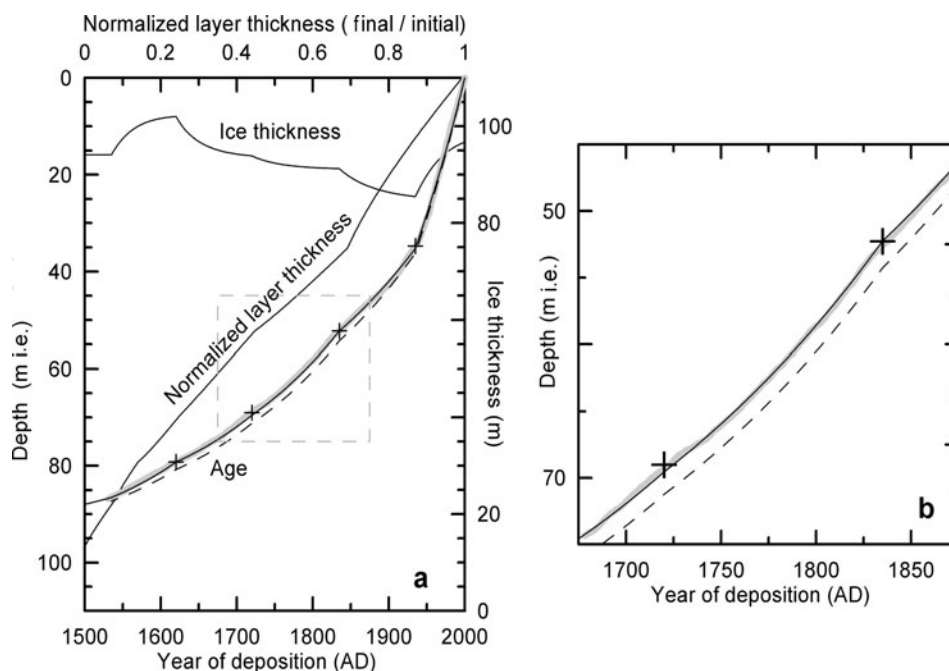 Normalized layer thickness ( final / initial)
0 0.2 0.4 0.6 0.8 1
0
20
40
60
80
100
Depth (m i.e.)
Ice thickness
Normalized layer thickness
Age
a
100
80
20
0
Ice thickness (m)
1500 1600 1700 1800 1900 2000
Year of deposition (AD)
50
70
Depth (m i.e.)
b
1700 1750 1800 1850
Year of deposition (AD)